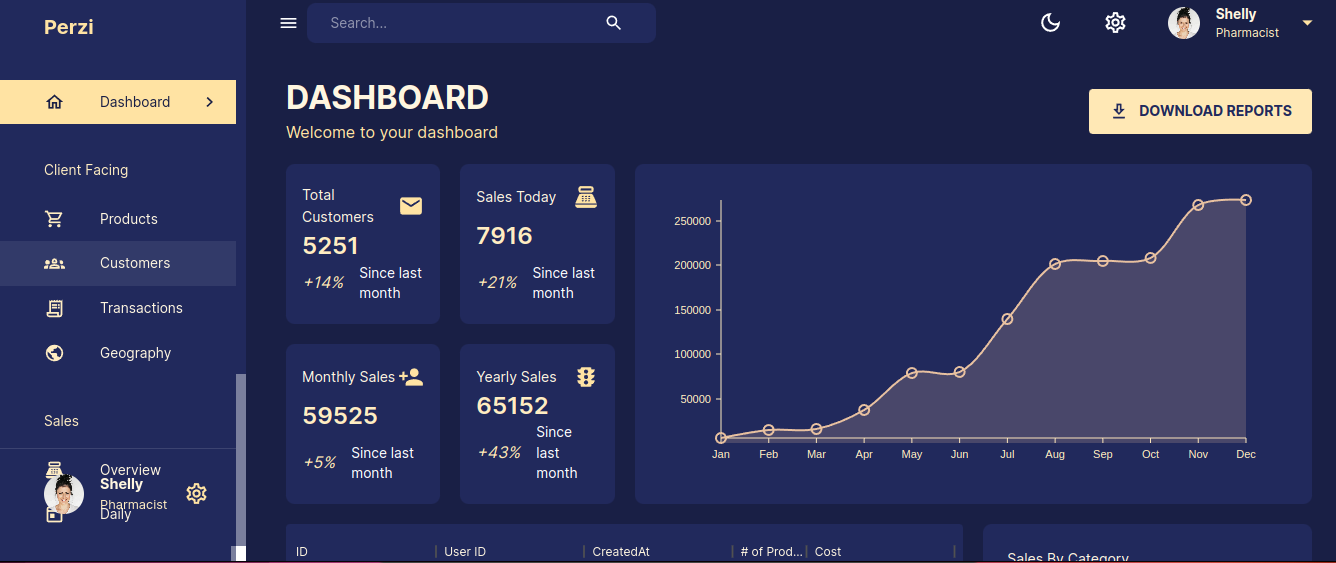 Perzi
Search...
Shelly
Pharmacist
Dashboard
DASHBOARD
Welcome to your dashboard
DOWNLOAD REPORTS
Client Facing
Products
Customers
Transactions
Geography
Sales
Overview
Shelly
Pharmacist
Daily
Total
Customers
5251
+14%
Since last
month
Sales Today
7916
+21%
Since last
month
Monthly Sales
59525
+5%
Since last
month
Yearly Sales
65152
+43%
Since
last
month
250000
200000
150000
100000
50000
Jan Feb Mar Apr May Jun Jul Aug Sep Oct Nov Dec
ID User ID CreatedAt # of Prod... Cost
Sales By Category